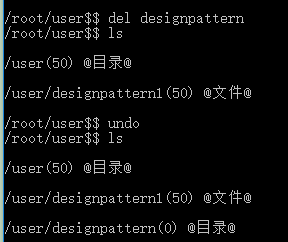 /root/user$$ del designpattern
/root/user$$ ls
/user(50) @目录@
/user/designpattern1(50) @文件@
/root/user$$ undo
/root/user$$ ls
/user(50) @目录@
/user/designpattern1(50) @文件@
/user/designpattern(0) @目录@